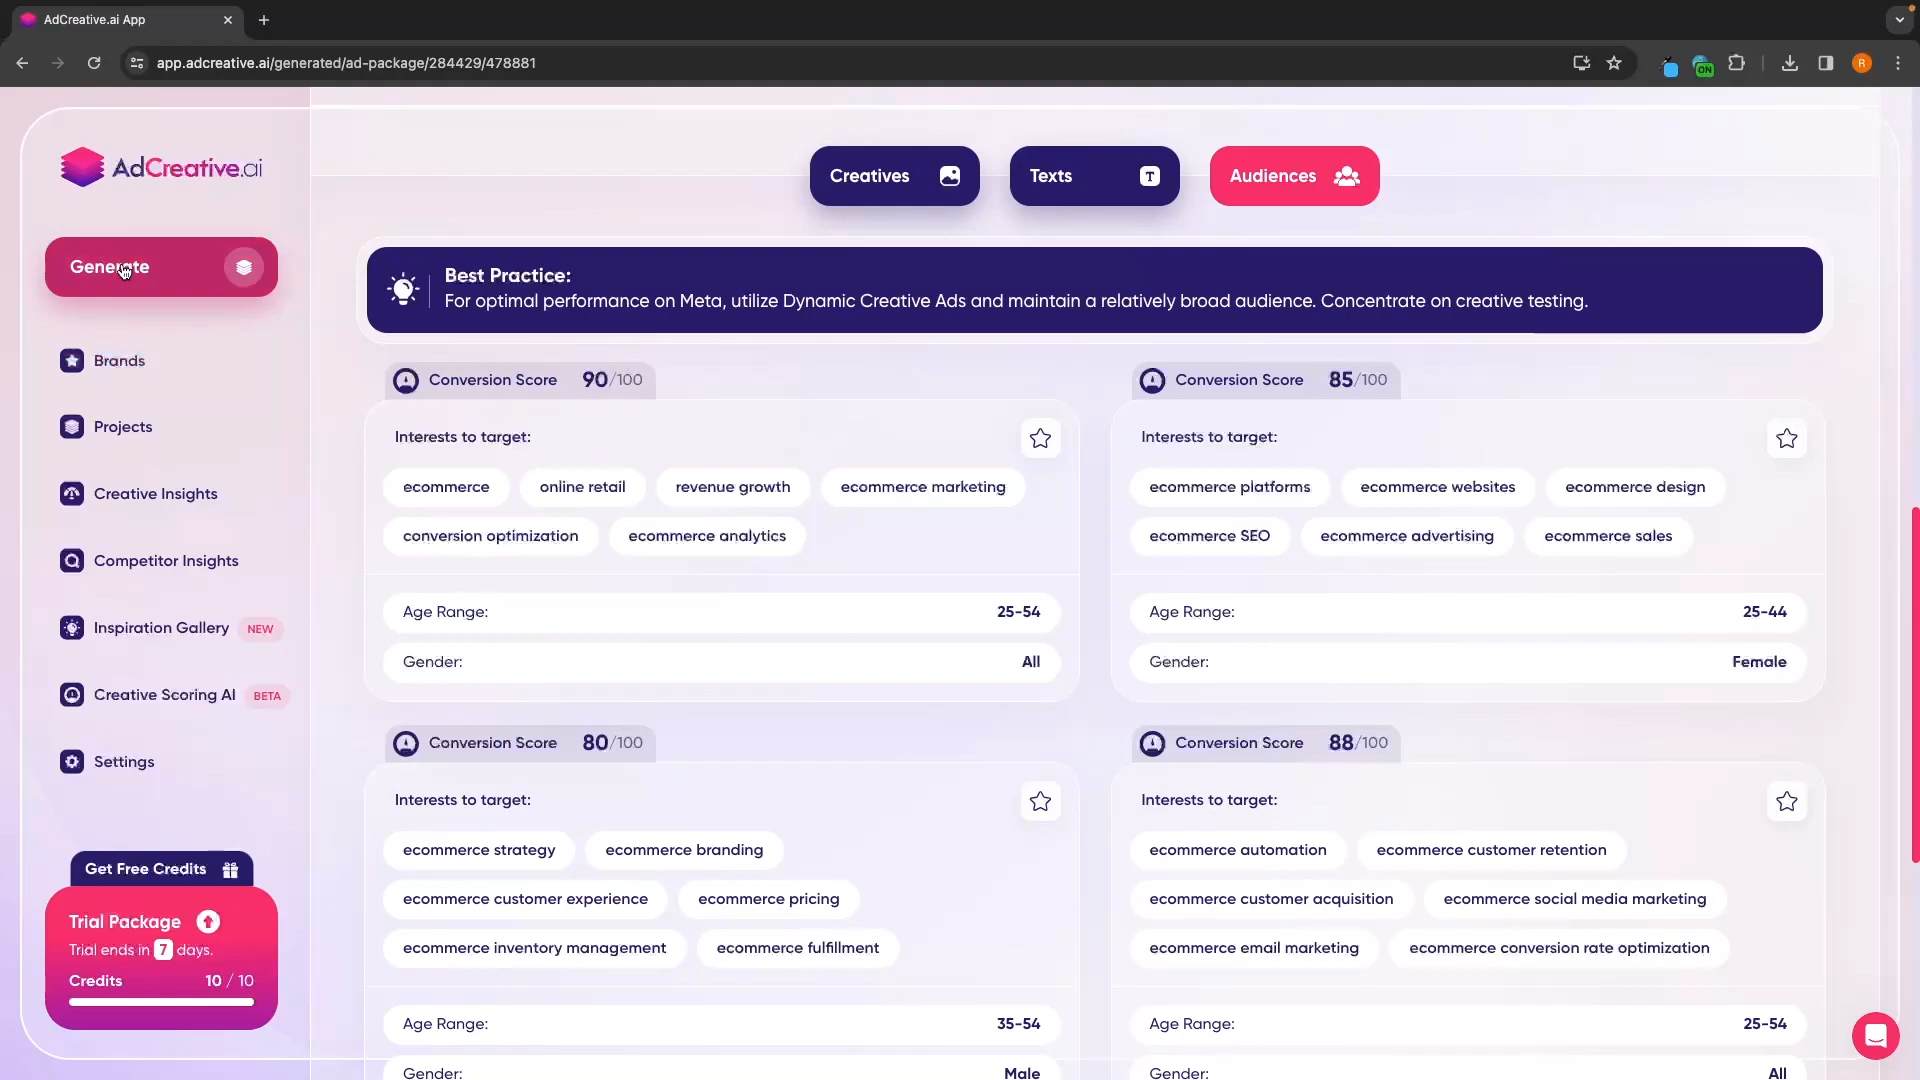 AdCreative.ai App
app.adcreative.ai/generated/ad-package/284429/478881
ON
R
AdCreative.ai
Generate
Brands
Projects
Creative Insights
Competitor Insights
Inspiration Gallery NEW
Creative Scoring AI BETA
Settings
Get Free Credits
Trial Package
Trial ends in 7 days.
Credits 10 / 10
Creatives
Texts T
Audiences
Best Practice:
For optimal performance on Meta, utilize Dynamic Creative Ads and maintain a relatively broad audience. Concentrate on creative testing.
Conversion Score 90/100
Interests to target:
ecommerce online retail revenue growth ecommerce marketing
conversion optimization ecommerce analytics
Age Range: 25-54
Gender: All
Conversion Score 85/100
Interests to target:
ecommerce platforms ecommerce websites ecommerce design
ecommerce SEO ecommerce advertising ecommerce sales
Age Range: 25-44
Gender: Female
Conversion Score 80/100
Interests to target:
ecommerce strategy ecommerce branding
ecommerce customer experience ecommerce pricing
ecommerce inventory management ecommerce fulfillment
Age Range: 35-54
Gender: Male
Conversion Score 88/100
Interests to target:
ecommerce automation ecommerce customer retention
ecommerce customer acquisition ecommerce social media marketing
ecommerce email marketing ecommerce conversion rate optimization
Age Range: 25-54
Gender: All